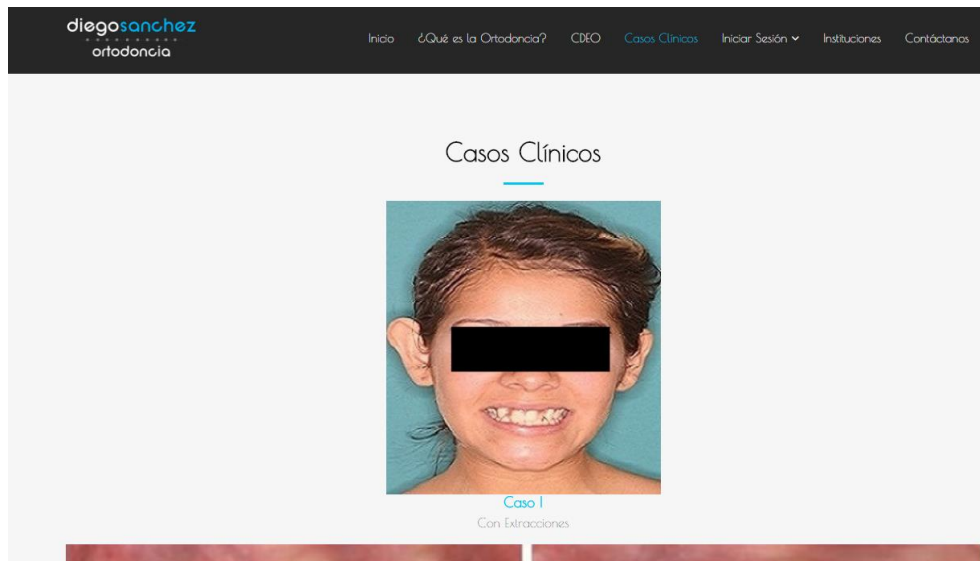 diegosanchez
ortodoncia
Inicio
¿Qué es la Ortodoncia?
CDEO
Casos Clínicos
Iniciar Sesión
Instituciones
Contáctanos
Casos Clínicos
Caso 1
Con Extracciones